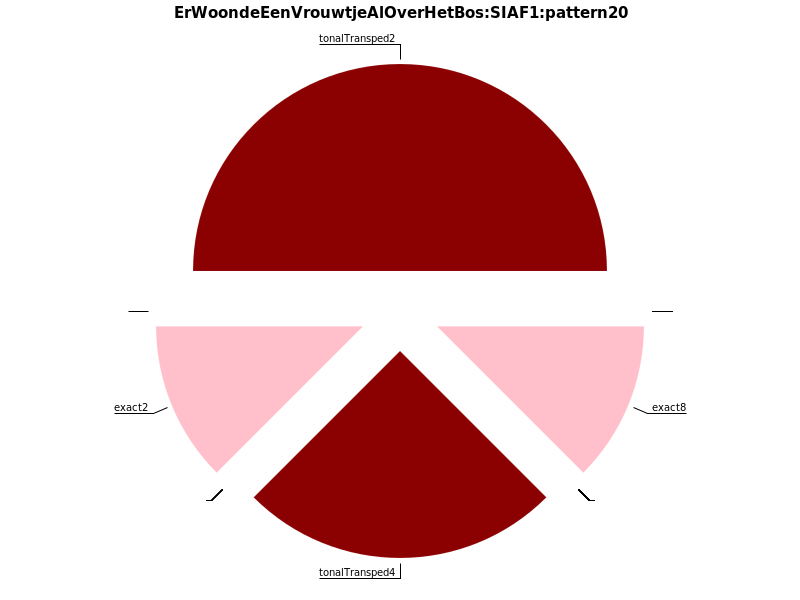 ErWoondeEenVrouwtjeAlOverHetBos:SIAF1:pattern20
tonalTransped2
exact2
exact8
tonalTransped4